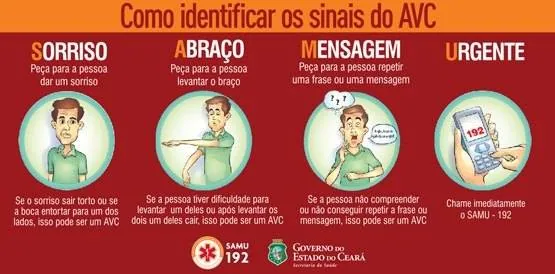 Como identificar os sinais do AVC
SORRISO
Peça para a pessoa
dar um sorriso
Se o sorriso sair torto ou se
a boca entortar para um dos
lados, isso pode ser um AVC
ABRAÇO
Peça para a pessoa
levantar o braço
Se a pessoa tiver dificuldade para
levantar um deles ou após levantar os
dois um deles cair, isso pode ser um AVC
MENSAGEM
Peça para a pessoa repetir
uma frase ou uma mensagem
? ? ?
Se a pessoa não compreender
ou não conseguir repetir a frase ou
mensagem, isso pode ser um AVC
URGENTE
192
Chame imediatamente
o SAMU - 192
SAMU
192
GOVERNO DO
ESTADO DO CEARÁ
Secretaria da Saúde